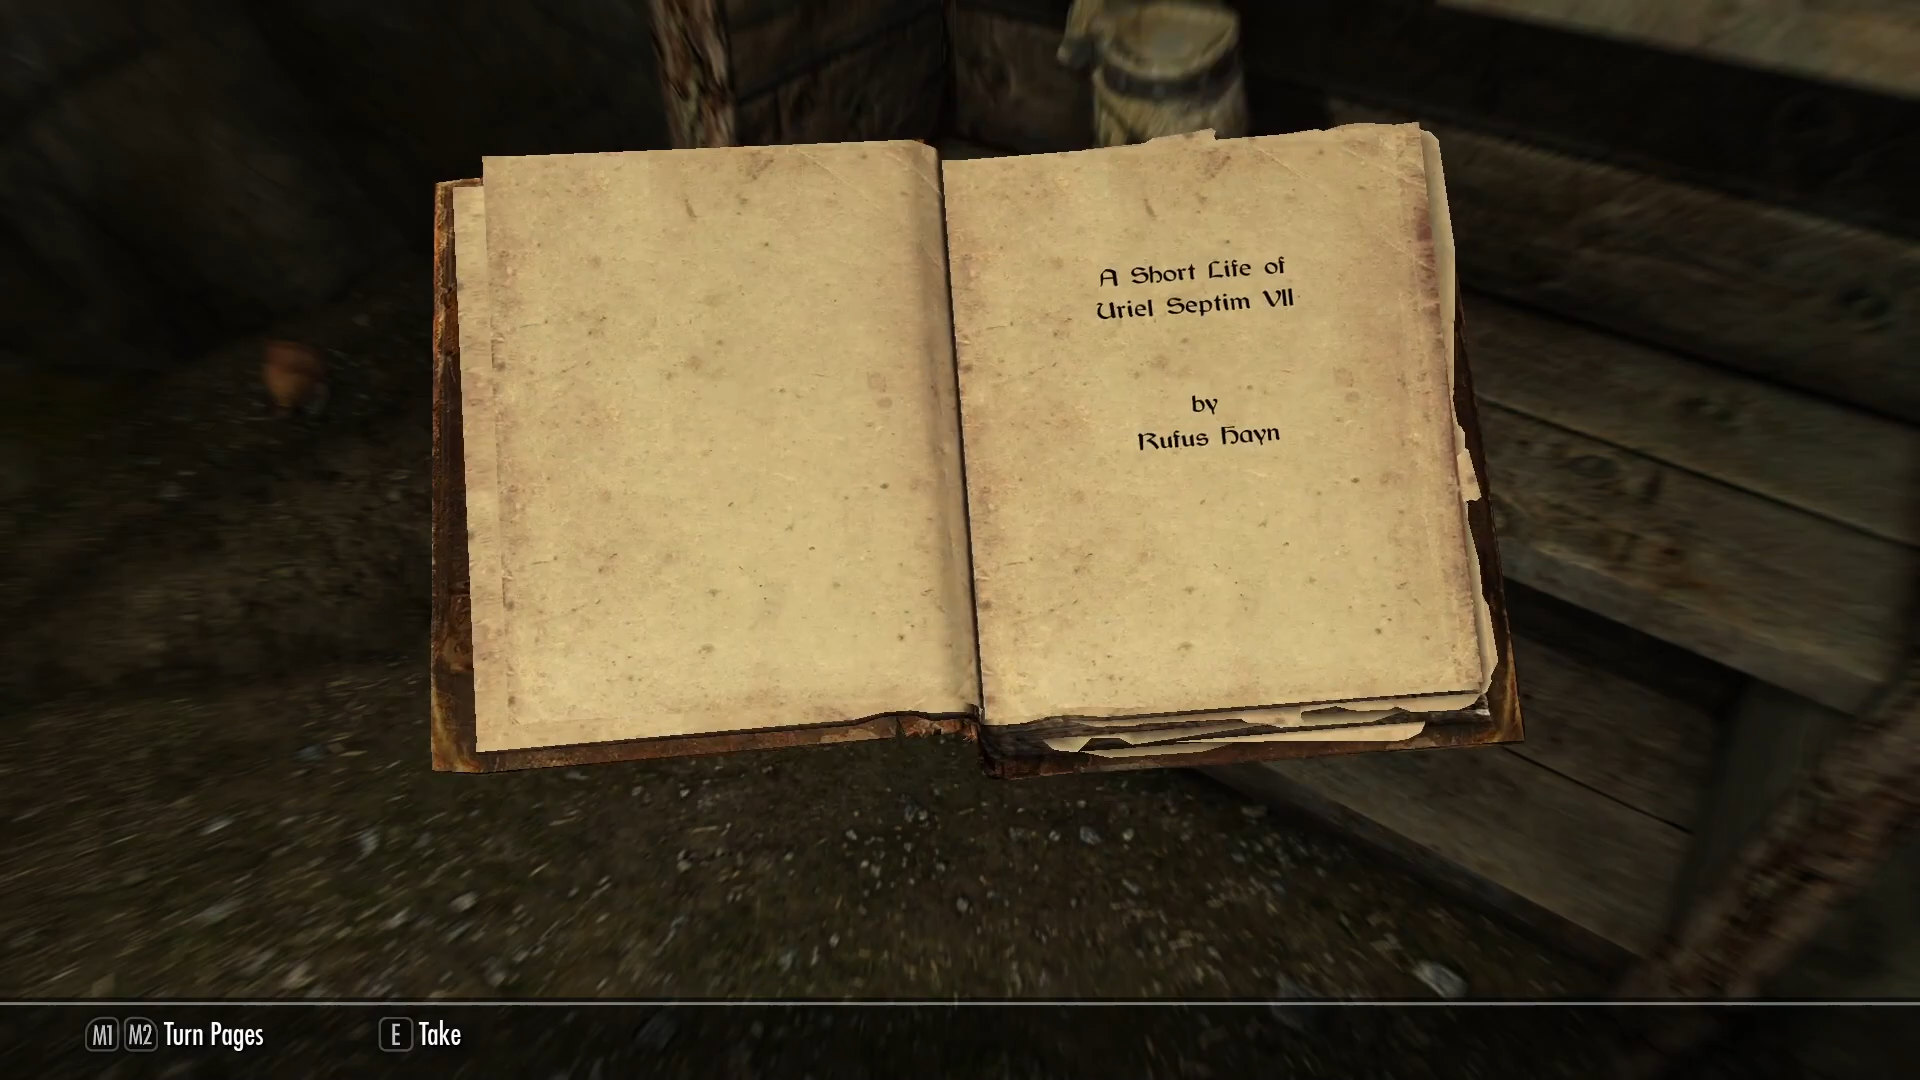 A Short Life of
Uriel Septim VII
by
Rufus Hayn
M1 M2 Turn Pages
E Take